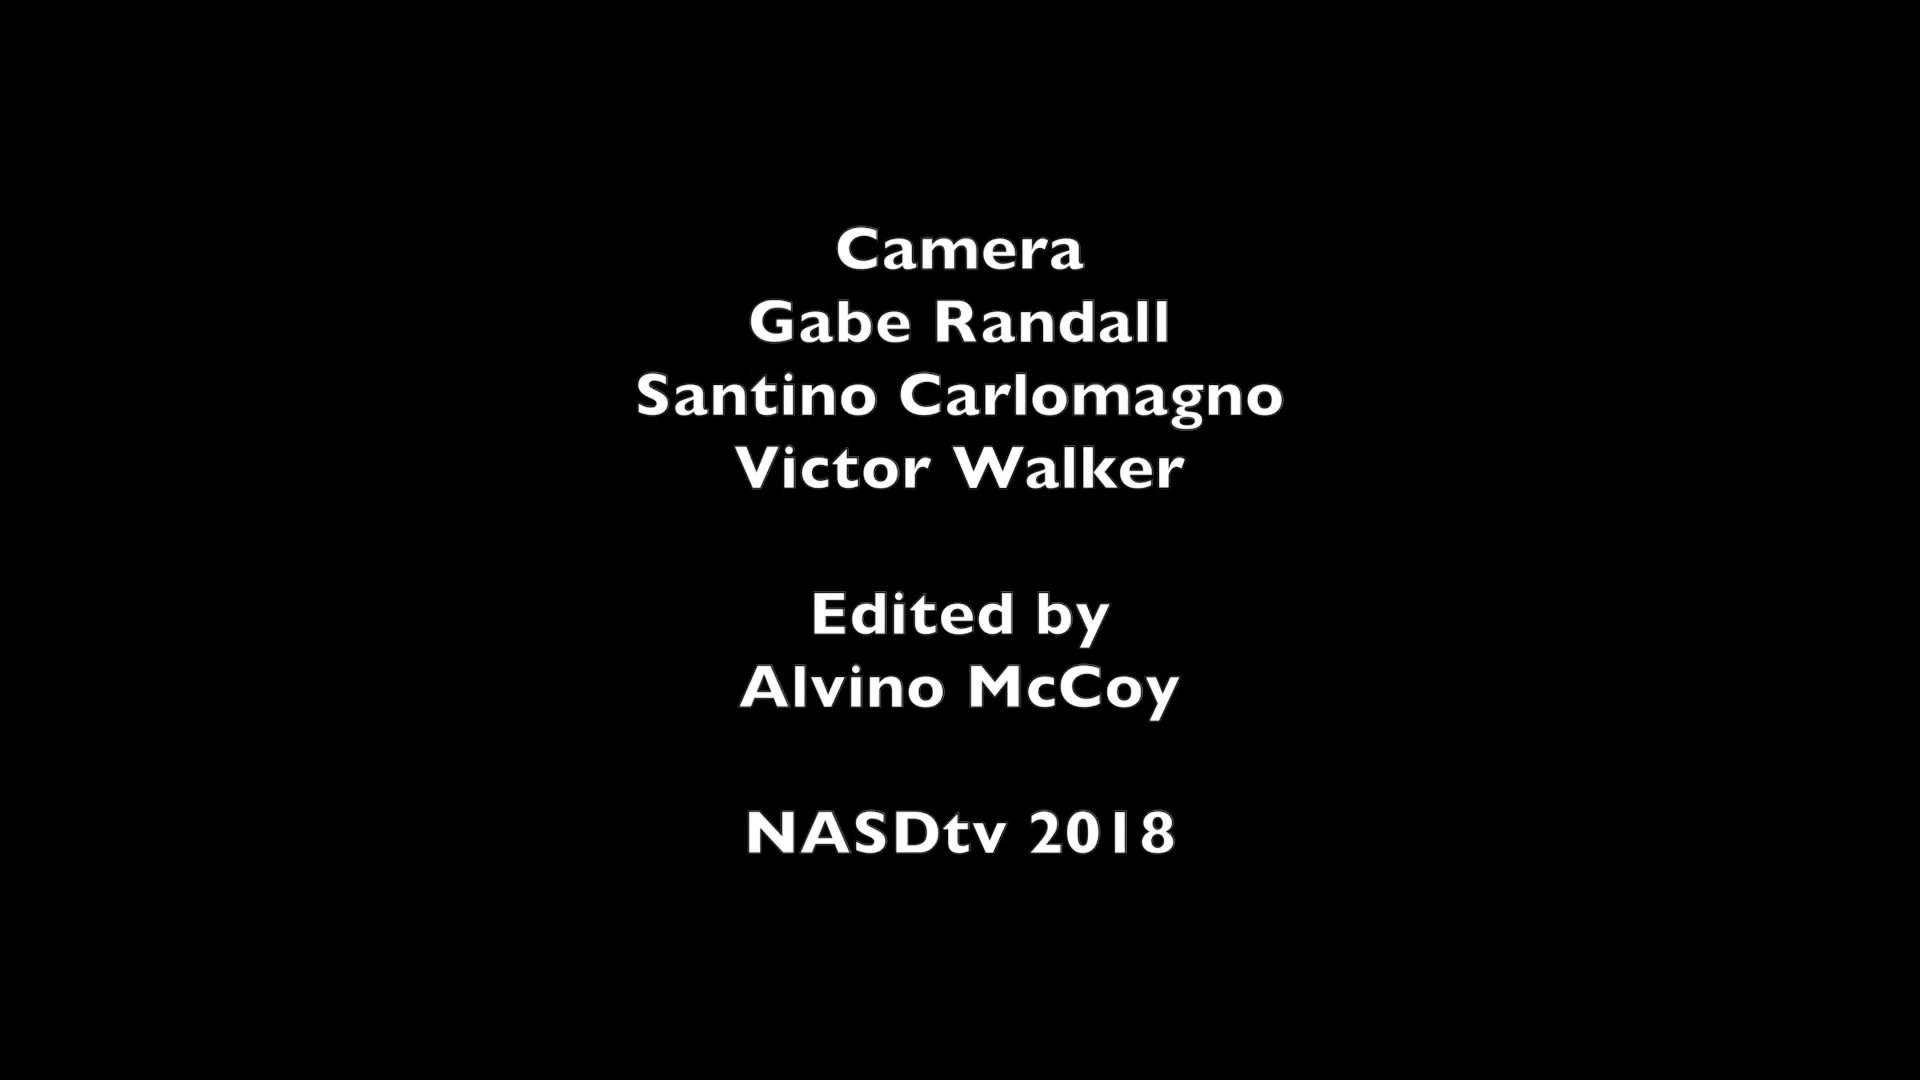 Camera
Gabe Randall
Santino Carlomagno
Victor Walker
Edited by
Alvino McCoy
NASDtv 2018